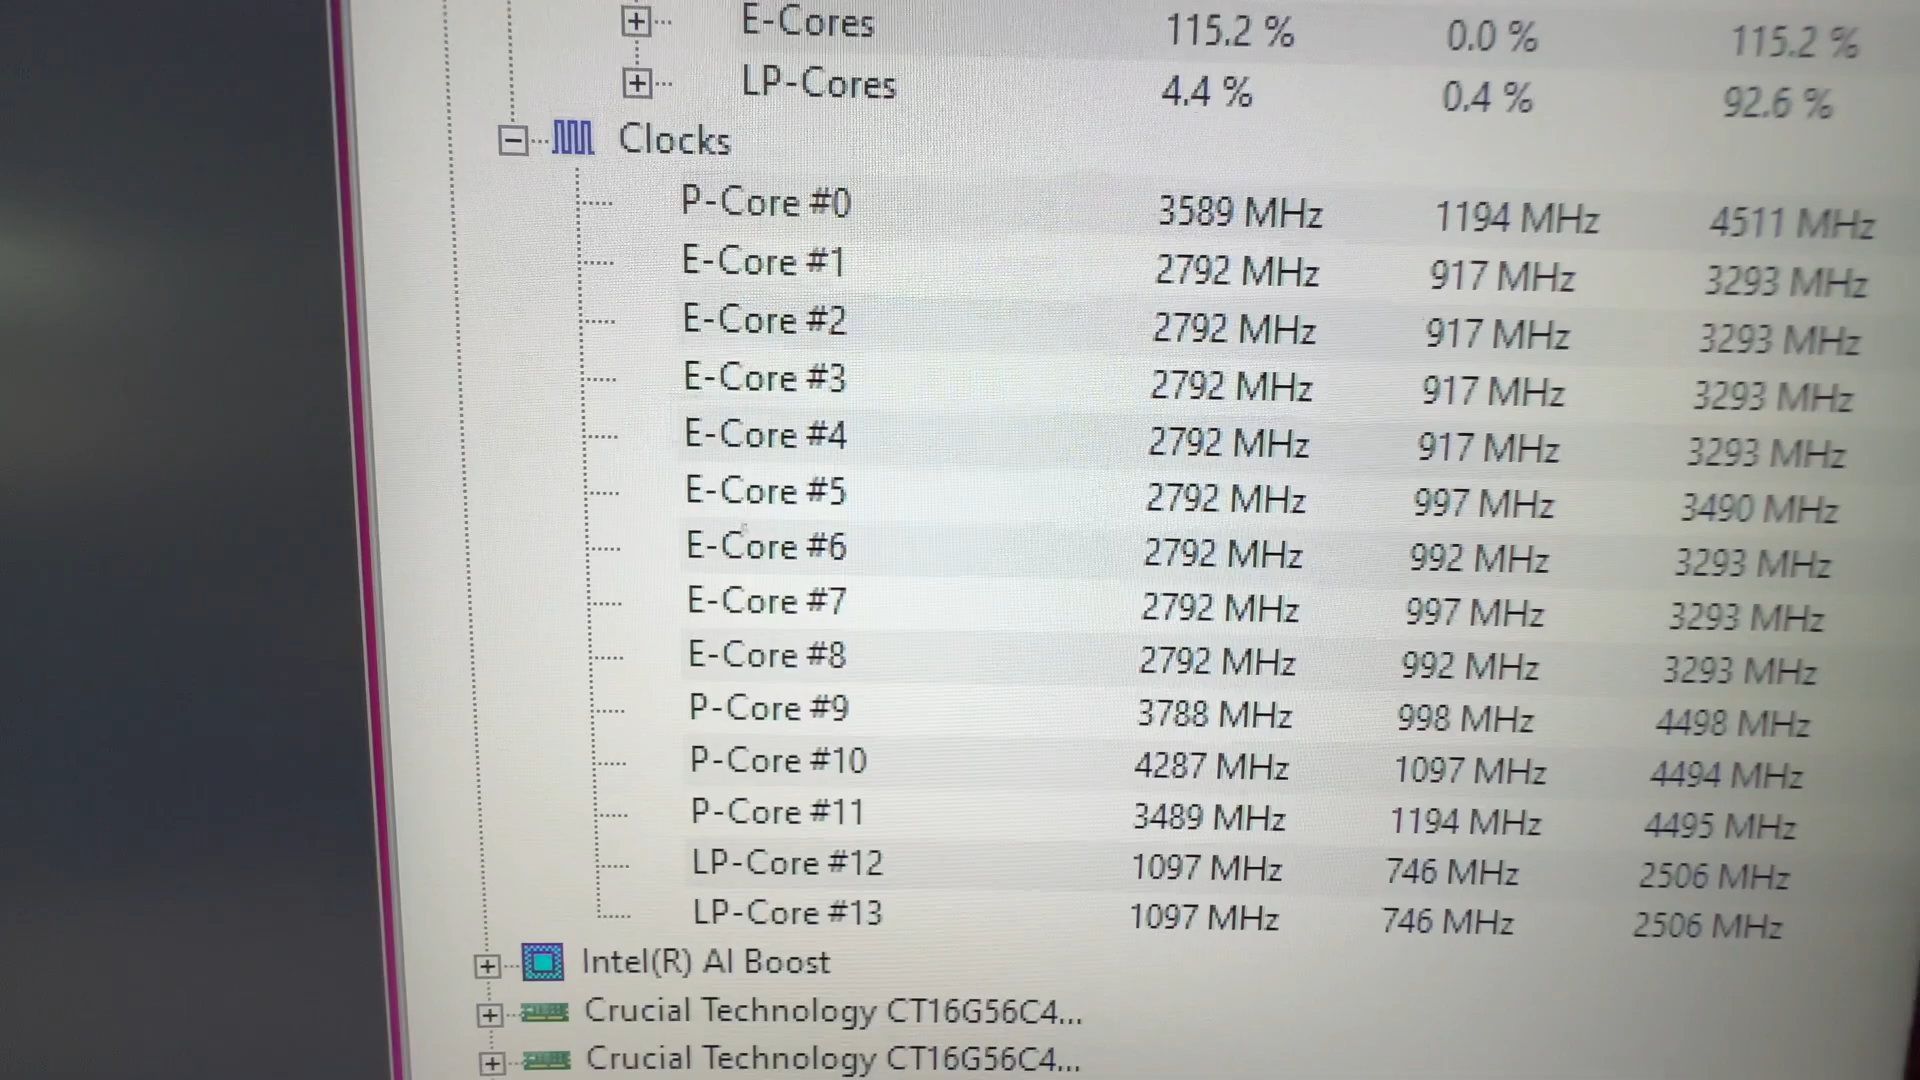 E-Cores 115.2 % 0.0 % 115.2 %
LP-Cores 4.4 % 0.4 % 92.6 %
Clocks
P-Core #0 3589 MHz 1194 MHz 4511 MHz
E-Core #1 2792 MHz 917 MHz 3293 MHz
E-Core #2 2792 MHz 917 MHz 3293 MHz
E-Core #3 2792 MHz 917 MHz 3293 MHz
E-Core #4 2792 MHz 917 MHz 3293 MHz
E-Core #5 2792 MHz 997 MHz 3490 MHz
E-Core #6 2792 MHz 992 MHz 3293 MHz
E-Core #7 2792 MHz 997 MHz 3293 MHz
E-Core #8 2792 MHz 992 MHz 3293 MHz
P-Core #9 3788 MHz 998 MHz 4498 MHz
P-Core #10 4287 MHz 1097 MHz 4494 MHz
P-Core #11 3489 MHz 1194 MHz 4495 MHz
LP-Core #12 1097 MHz 746 MHz 2506 MHz
LP-Core #13 1097 MHz 746 MHz 2506 MHz
Intel(R) AI Boost
Crucial Technology CT16G56C4...
Crucial Technology CT16G56C4...